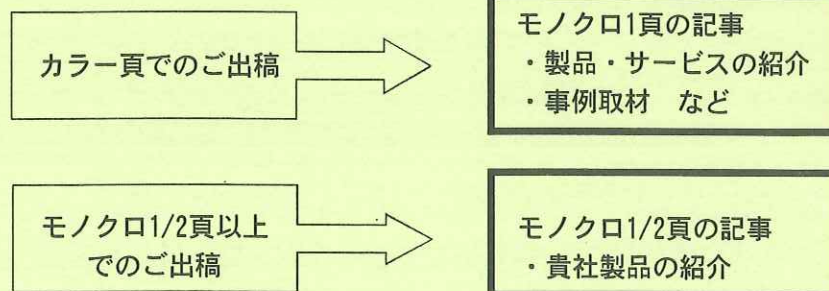 カラー頁でのご出稿
モノクロ1頁の記事
・製品・サービスの紹介
・事例取材　など
モノクロ1/2頁以上
でのご出稿
モノクロ1/2頁の記事
・貴社製品の紹介